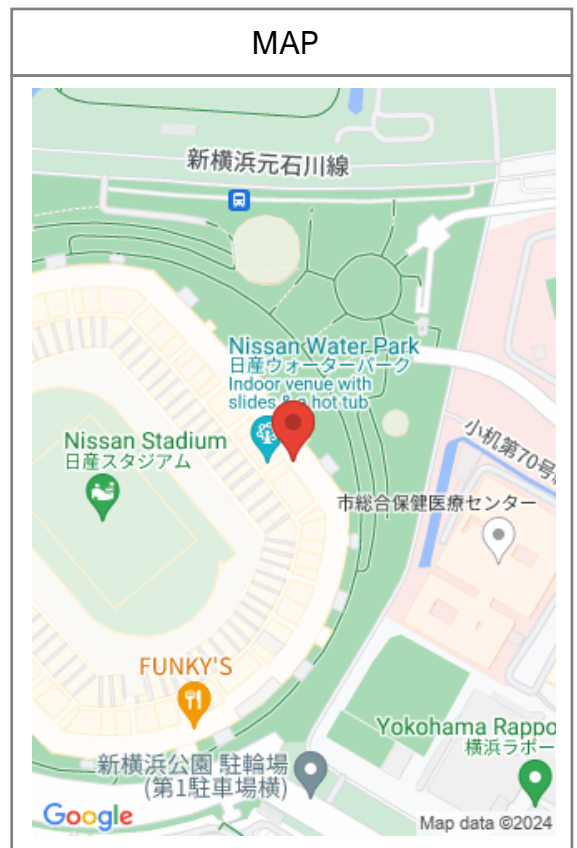 MAP
新横浜元石川線
Nissan Water Park
日産ウォーターパーク
Indoor venue with
slides & a hot tub
Nissan Stadium
日産スタジアム
小机第70号
市総合保健医療センター
FUNKY'S
Yokohama Rappo
横浜ラポー
新横浜公園 駐輪場
(第1駐車場横)
Google
Map data ©2024